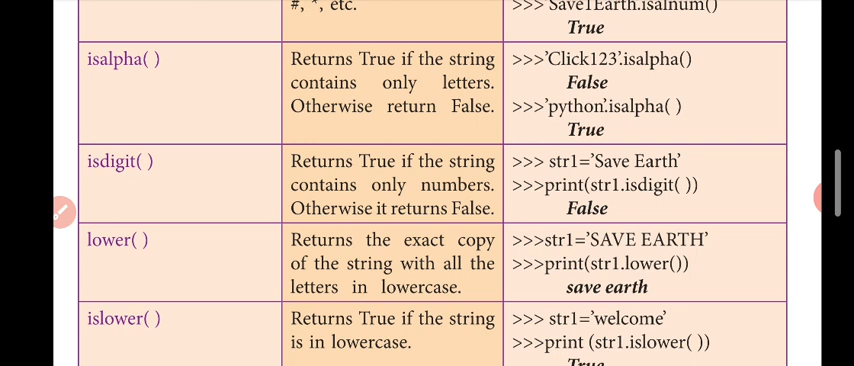 #, *, etc.
>>> Save1Earth.isalnum()
True
isalpha( )
Returns True if the string
contains only letters.
Otherwise return False.
>>>’Click123’.isalpha()
False
>>>’python’.isalpha( )
True
isdigit( )
Returns True if the string
contains only numbers.
Otherwise it returns False.
>>> str1=’Save Earth’
>>>print(str1.isdigit( ))
False
lower( )
Returns the exact copy
of the string with all the
letters in lowercase.
>>>str1=’SAVE EARTH’
>>>print(str1.lower())
save earth
islower( )
Returns True if the string
is in lowercase.
>>> str1=’welcome’
>>>print (str1.islower( ))
True